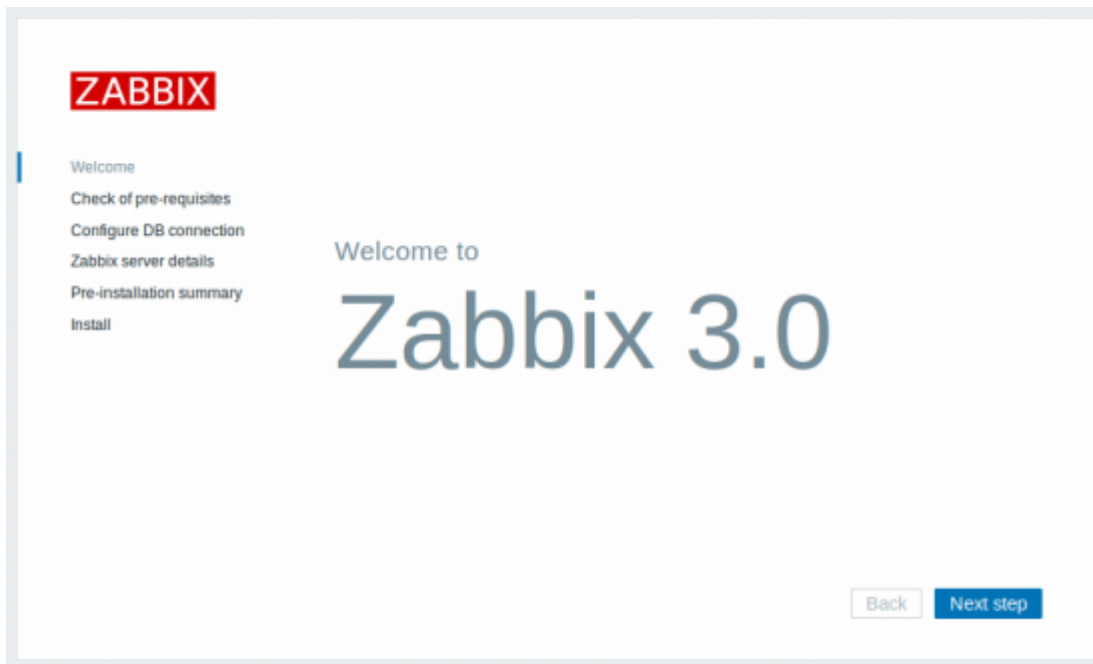 ZABBIX
Welcome
Check of pre-requisites
Configure DB connection
Zabbix server details
Pre-installation summary
Install
Welcome to
Zabbix 3.0
Back
Next step